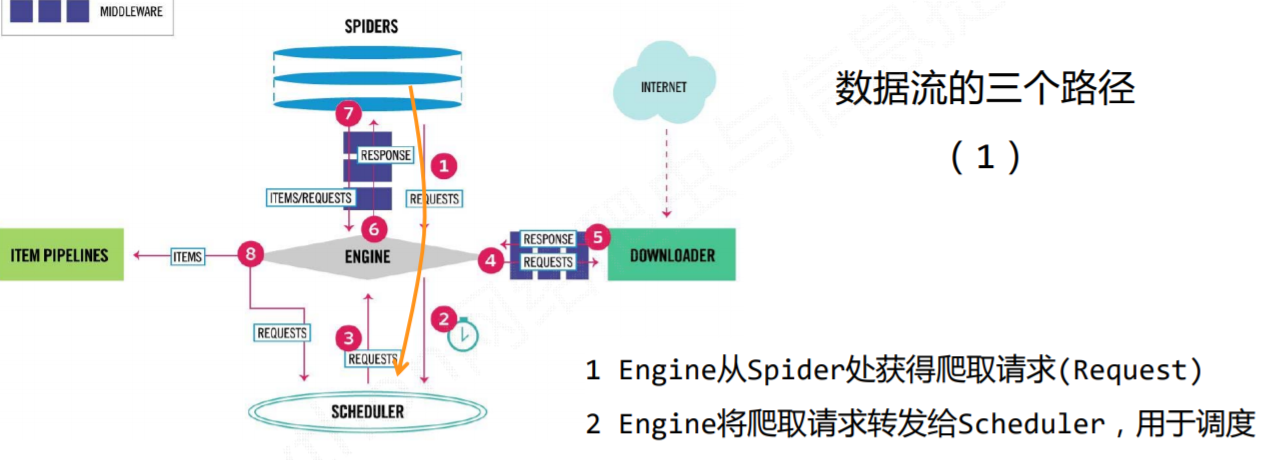 MIDDLEWARE
SPIDERS
7
RESPONSE
1
ITEMS/REQUESTS
REQUESTS
6
INTERNET
数据流的三个路径
（1）
ITEM PIPELINES
ITEMS
8
ENGINE
4
RESPONSE
5
REQUESTS
DOWNLOADER
2
REQUESTS
3
REQUESTS
SCHEDULER
1 Engine从Spider处获得爬取请求(Request)
2 Engine将爬取请求转发给Scheduler，用于调度